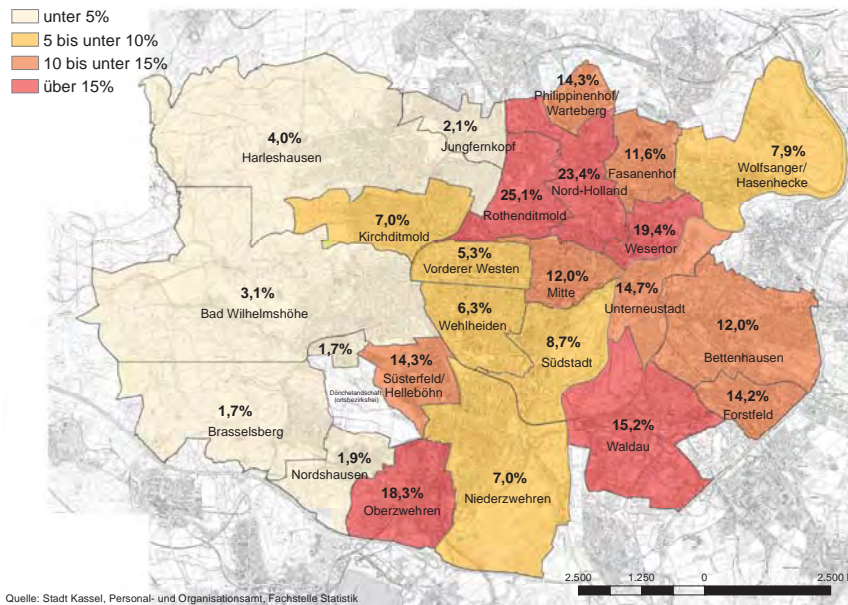 unter 5%
5 bis unter 10%
10 bis unter 15%
über 15%
14,3%
Philippinenhof/
Warteberg
2,1%
Jungfernkopf
4,0%
Harleshausen
23,4%
Nord-Holland
11,6%
Fasanenhof
7,9%
Wolfsanger/
Hasenhecke
25,1%
Rothenditmold
7,0%
Kirchditmold
19,4%
Wesertor
5,3%
Vorderer Westen
12,0%
Mitte
14,7%
Unterneustadt
3,1%
Bad Wilhelmshöhe
6,3%
Wehlheiden
8,7%
Südstadt
12,0%
Bettenhausen
1,7%
14,3%
Süsterfeld/
Helleböhn
Dönchelandschaft
(ortsbezirksfrei)
1,7%
Brasselsberg
14,2%
Forstfeld
15,2%
Waldau
1,9%
Nordshausen
18,3%
Oberzwehren
7,0%
Niederzwehren
2.500 1.250 0 2.500
Quelle: Stadt Kassel, Personal- und Organisationsamt, Fachstelle Statistik